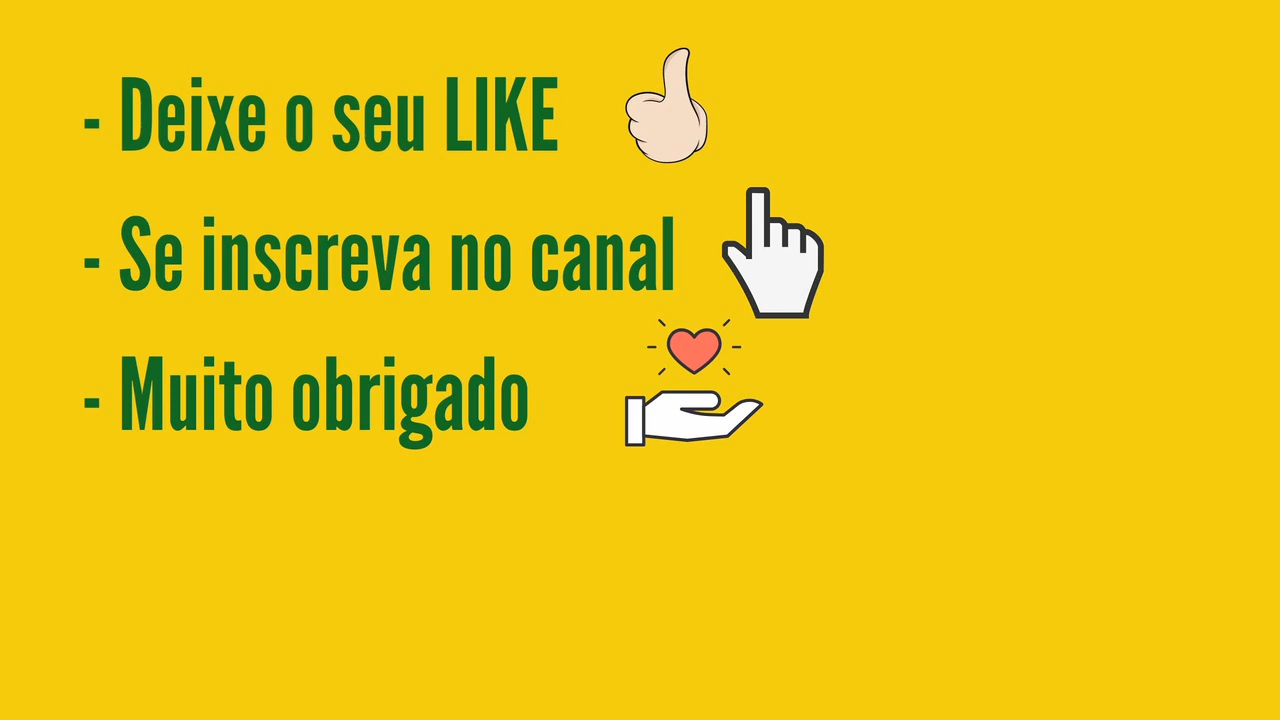 - Deixe o seu LIKE
- Se inscreva no canal
- Muito obrigado